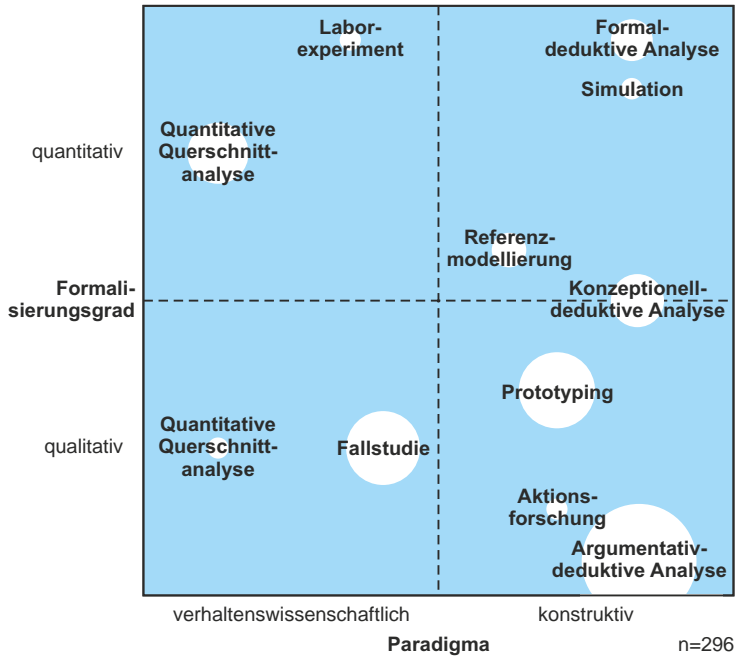 Labor-
experiment
Formal-
deduktive Analyse
Simulation
quantitativ
Quantitative
Querschnitt-
analyse
Referenz-
modellierung
Formali-
sierungsgrad
Konzeptionell-
deduktive Analyse
Prototyping
qualitativ
Quantitative
Querschnitt-
analyse
Fallstudie
Aktions-
forschung
Argumentativ-
deduktive Analyse
verhaltenswissenschaftlich
konstruktiv
Paradigma
n=296